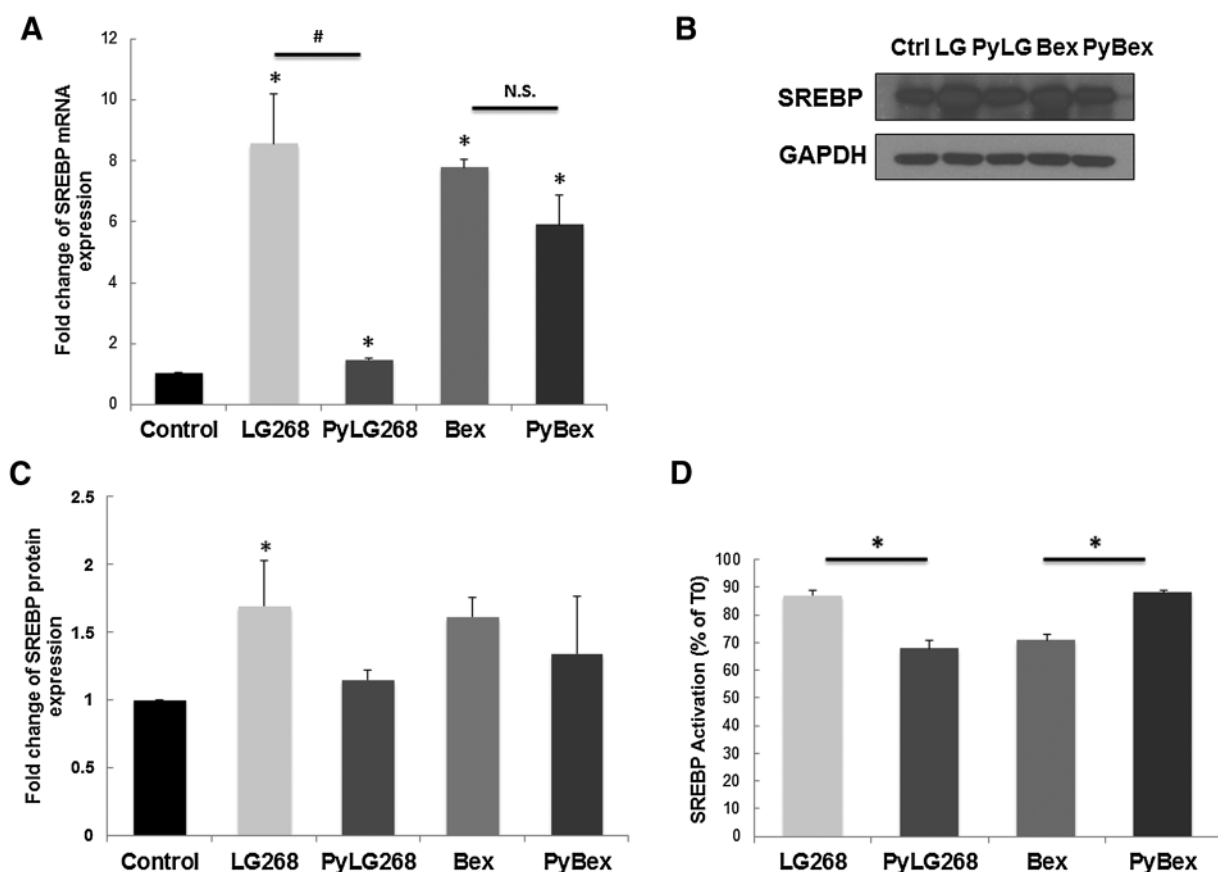 A
Fold change of SREBP mRNA
expression
12
10
8
6
4
2
0
#
N.S.
*
*
*
*
Control LG268 PyLG268 Bex PyBex
B
Ctrl LG PyLG Bex PyBex
SREBP
GAPDH
C
Fold change of SREBP protein
expression
2.5
2
1.5
1
0.5
0
*
Control LG268 PyLG268 Bex PyBex
D
SREBP Activation (% of T0)
100
90
80
70
60
50
40
30
20
10
0
* *
LG268 PyLG268 Bex PyBex